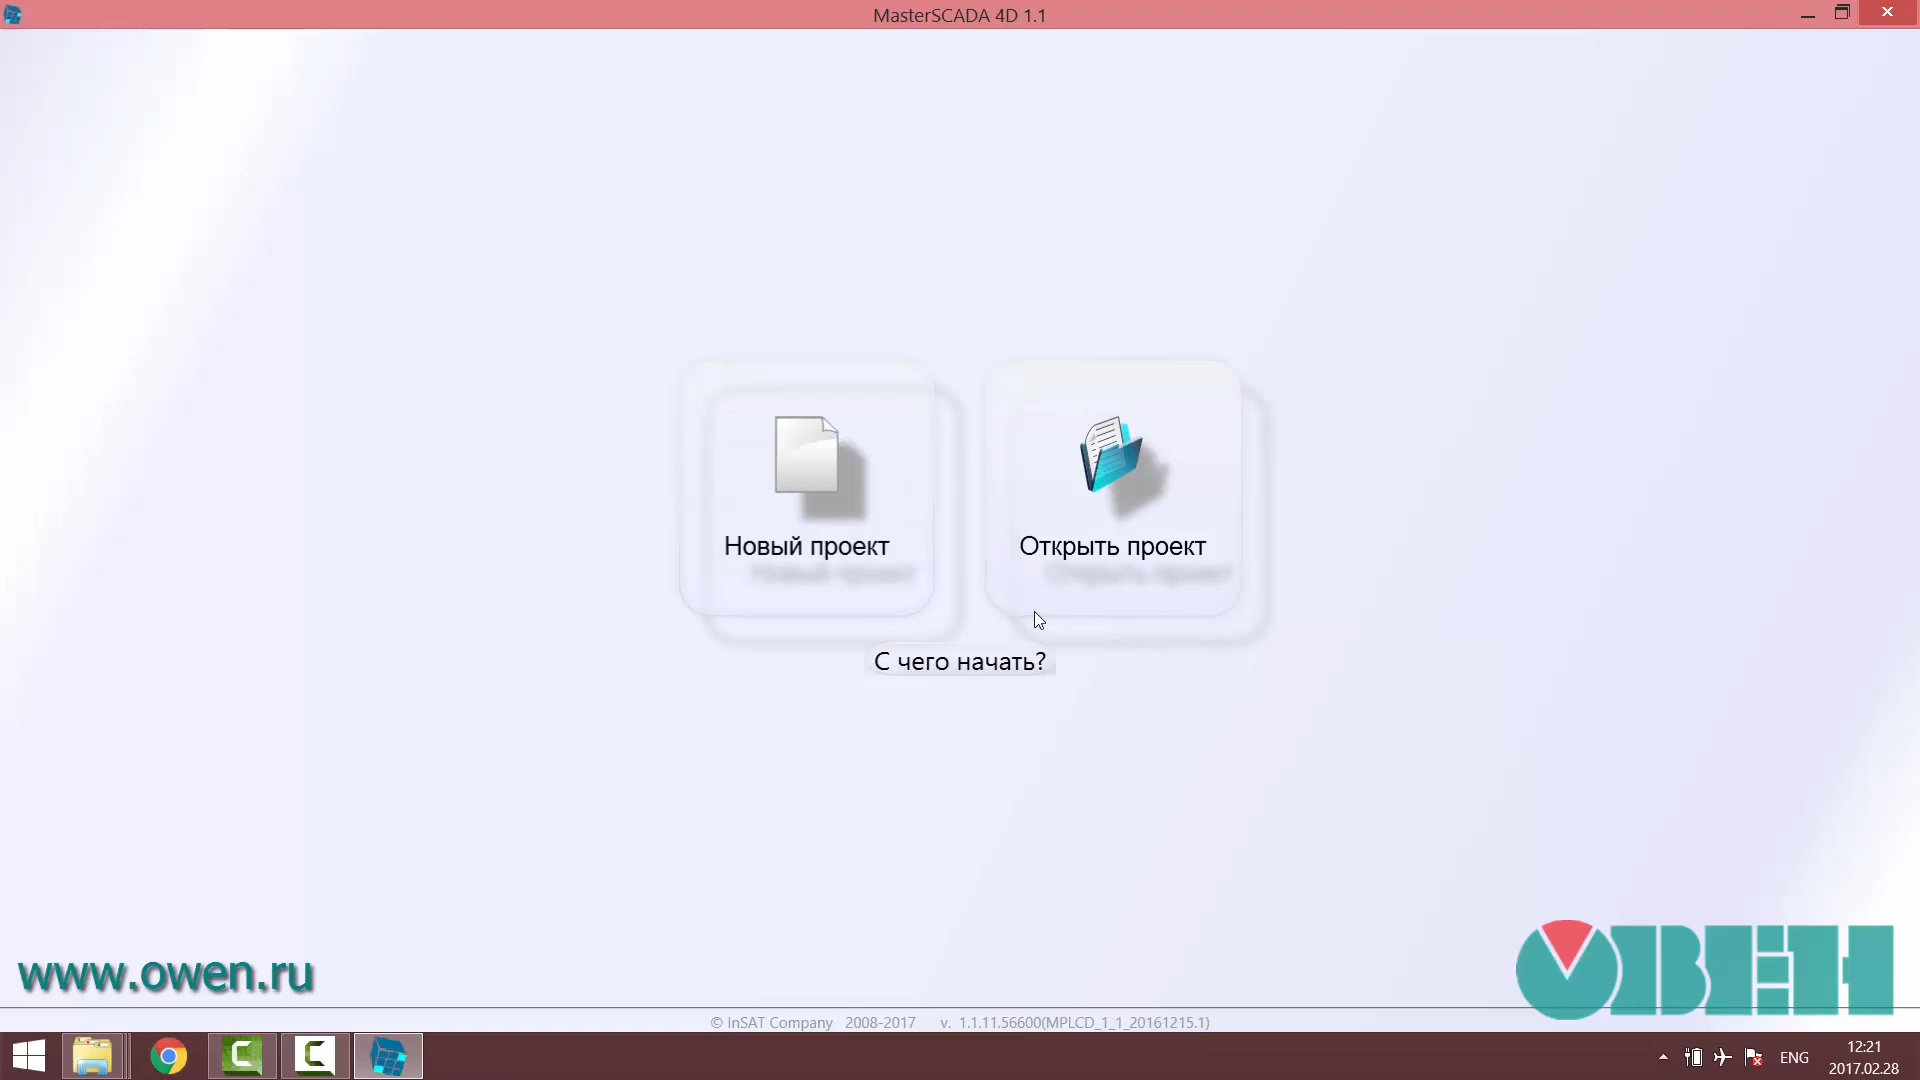 MasterSCADA 4D 1.1
Новый проект
Открыть проект
С чего начать?
www.owen.ru
ОВЕН
© InSAT Company 2008-2017 v. 1.1.11.56600(MPLCD_1_1_20161215.1)
ENG
12:21
2017.02.28